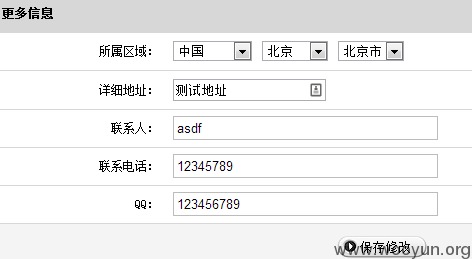 更多信息
所属区域： 中国 北京 北京市
详细地址： 测试地址
联系人： asdf
联系电话： 12345789
QQ： 123456789
保存修改
www.wooyun.org